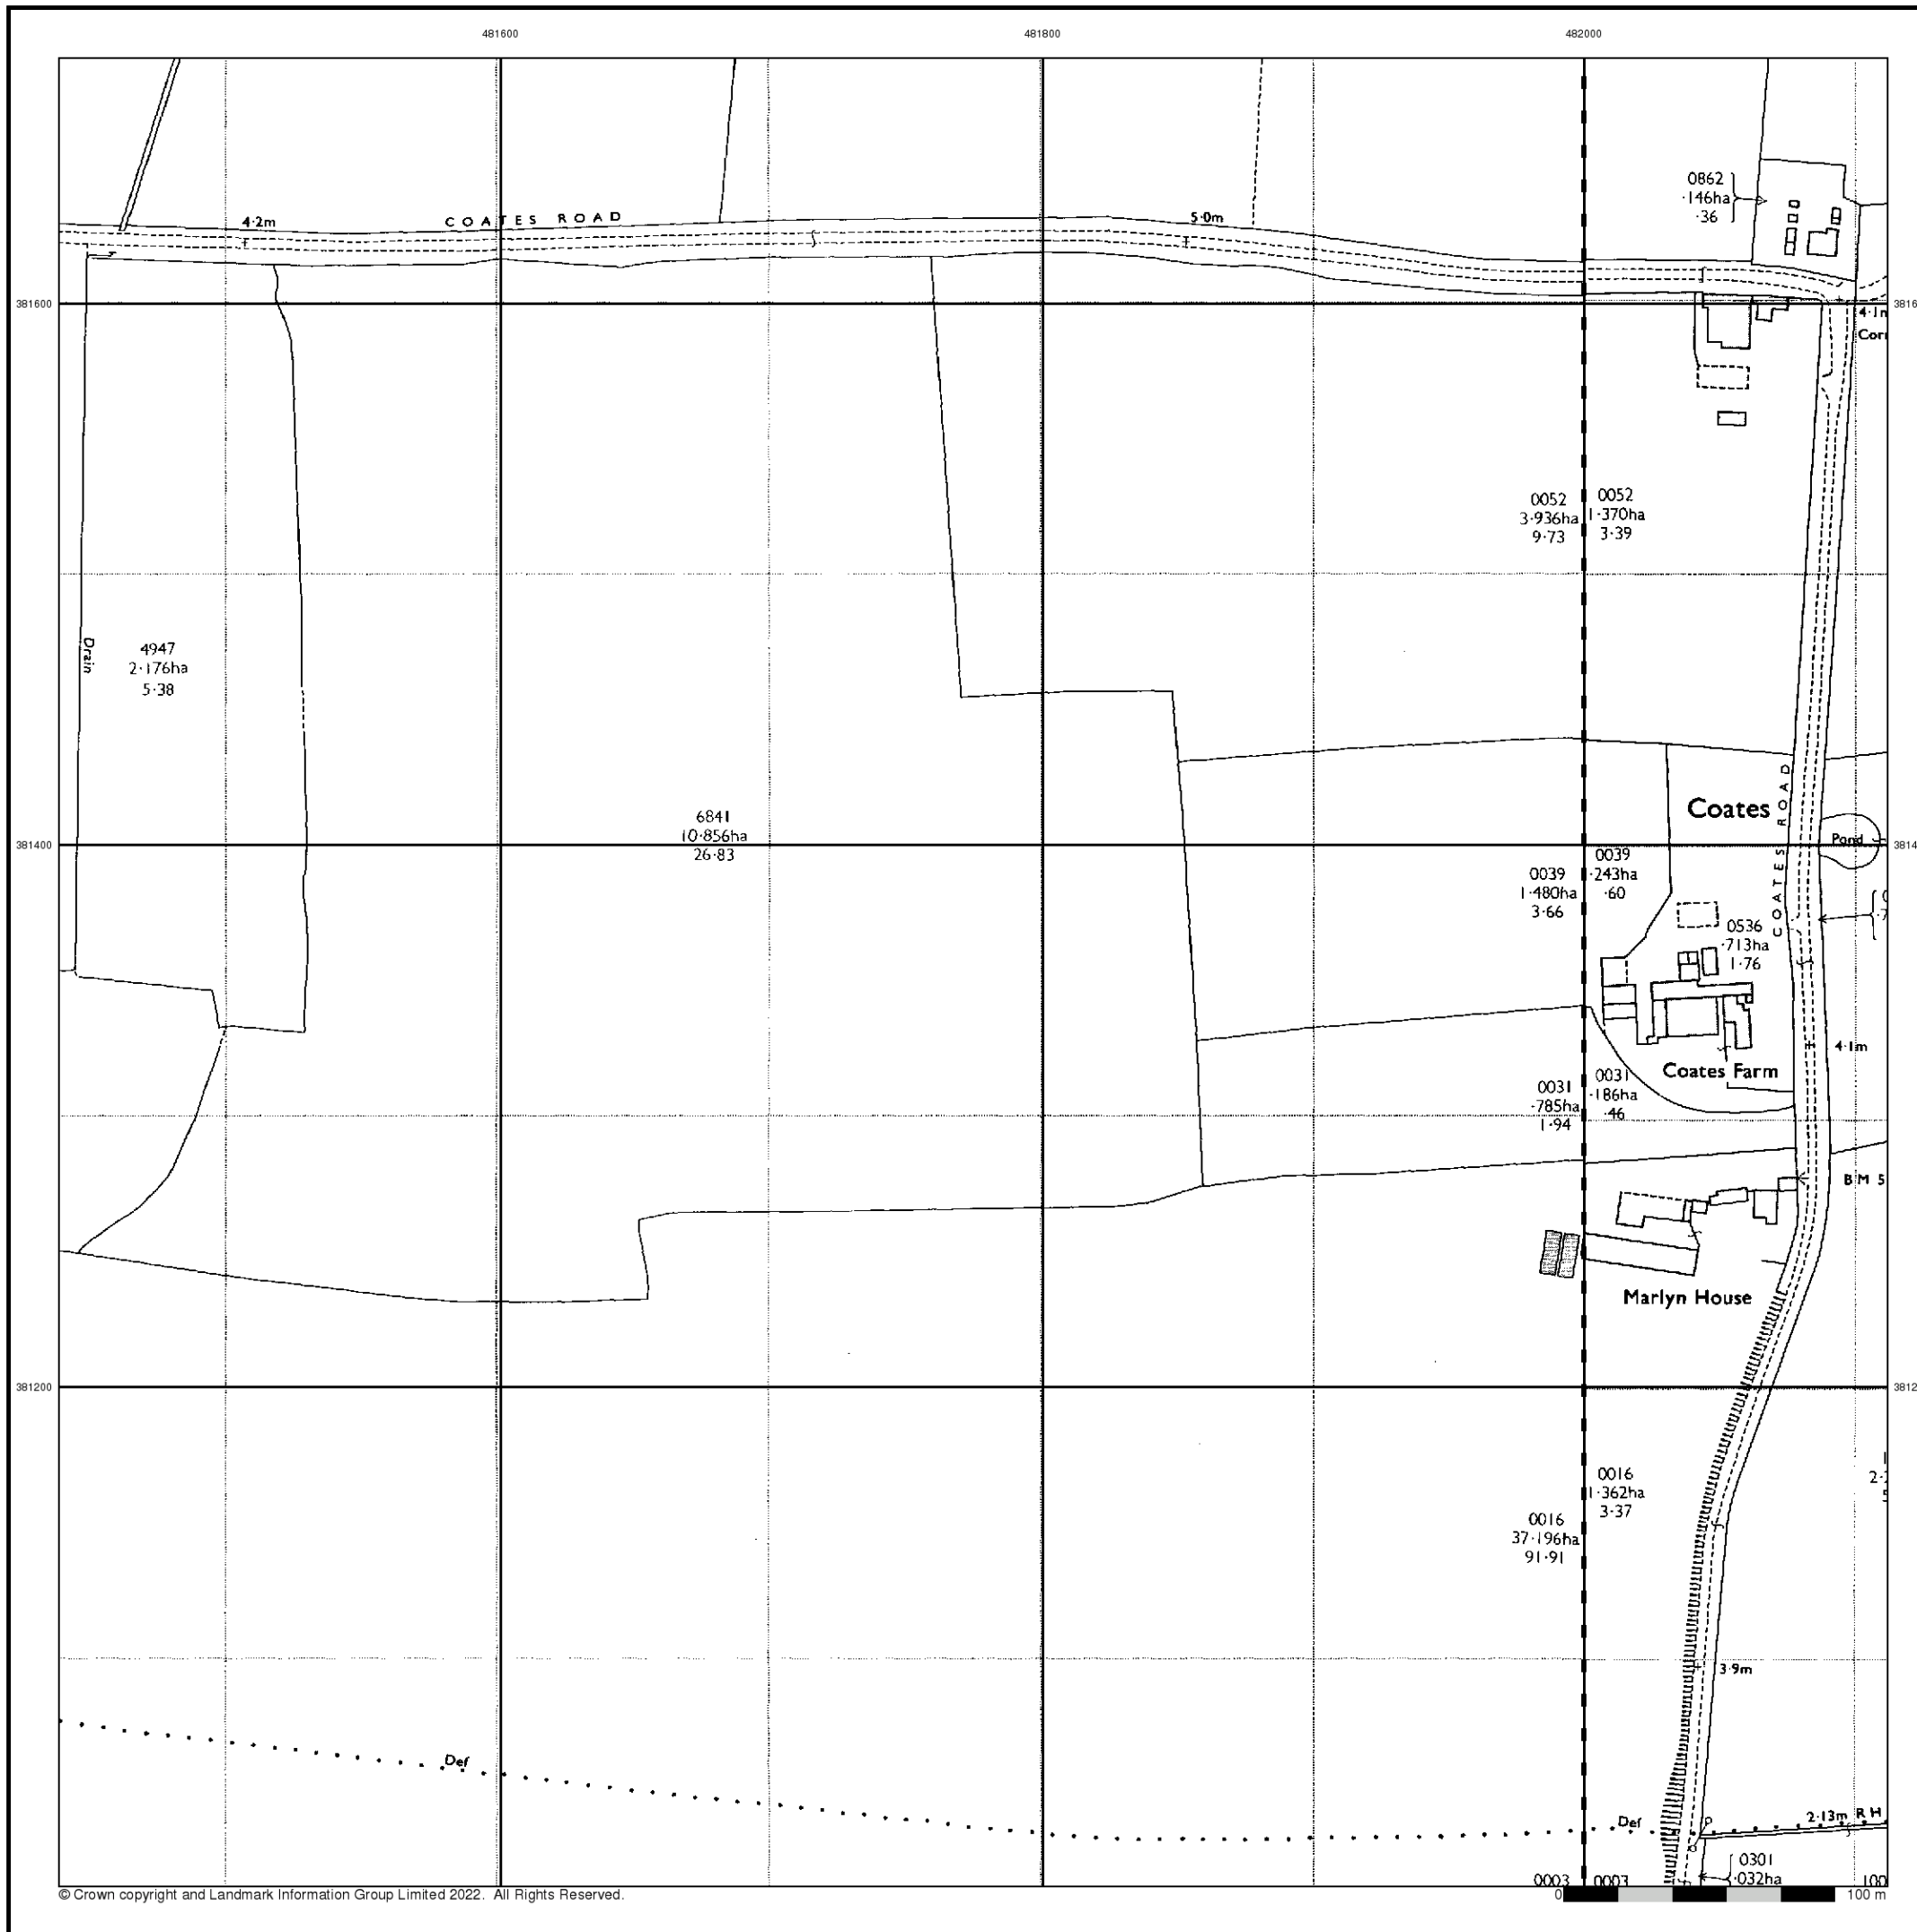 481600
481800
482000
0862
·146ha
·36
4·2m
COATES ROAD
5·0m
381600
4·1m
0052
3·936ha
9·73
0052
1·370ha
3·39
Drain
4947
2·176ha
5·38
6841
10·856ha
26·83
Coates
COATES ROAD
Pond
381400
0039
1·480ha
3·66
0039
·243ha
·60
0536
·713ha
1·76
4·1m
Coates Farm
0031
·785ha
1·94
0031
·186ha
·46
BM 5
Marlyn House
381200
0016
1·362ha
3·37
0016
37·196ha
91·91
3·9m
Def
Def
2·13m RH
0301
·032ha
0003
0003
100
© Crown copyright and Landmark Information Group Limited 2022. All Rights Reserved.
0
100 m